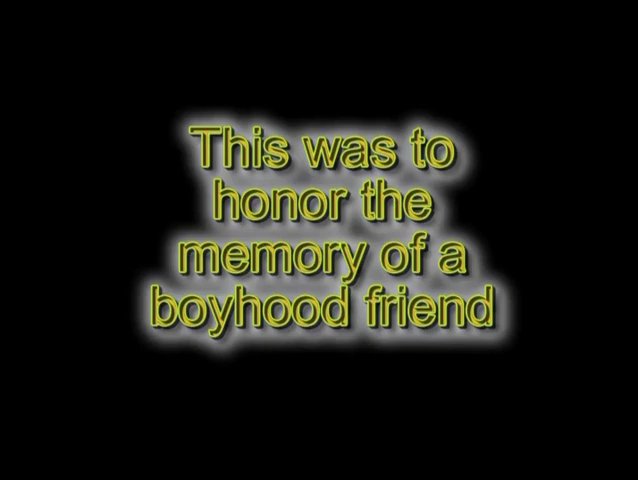 This was to
honor the
memory of a
boyhood friend